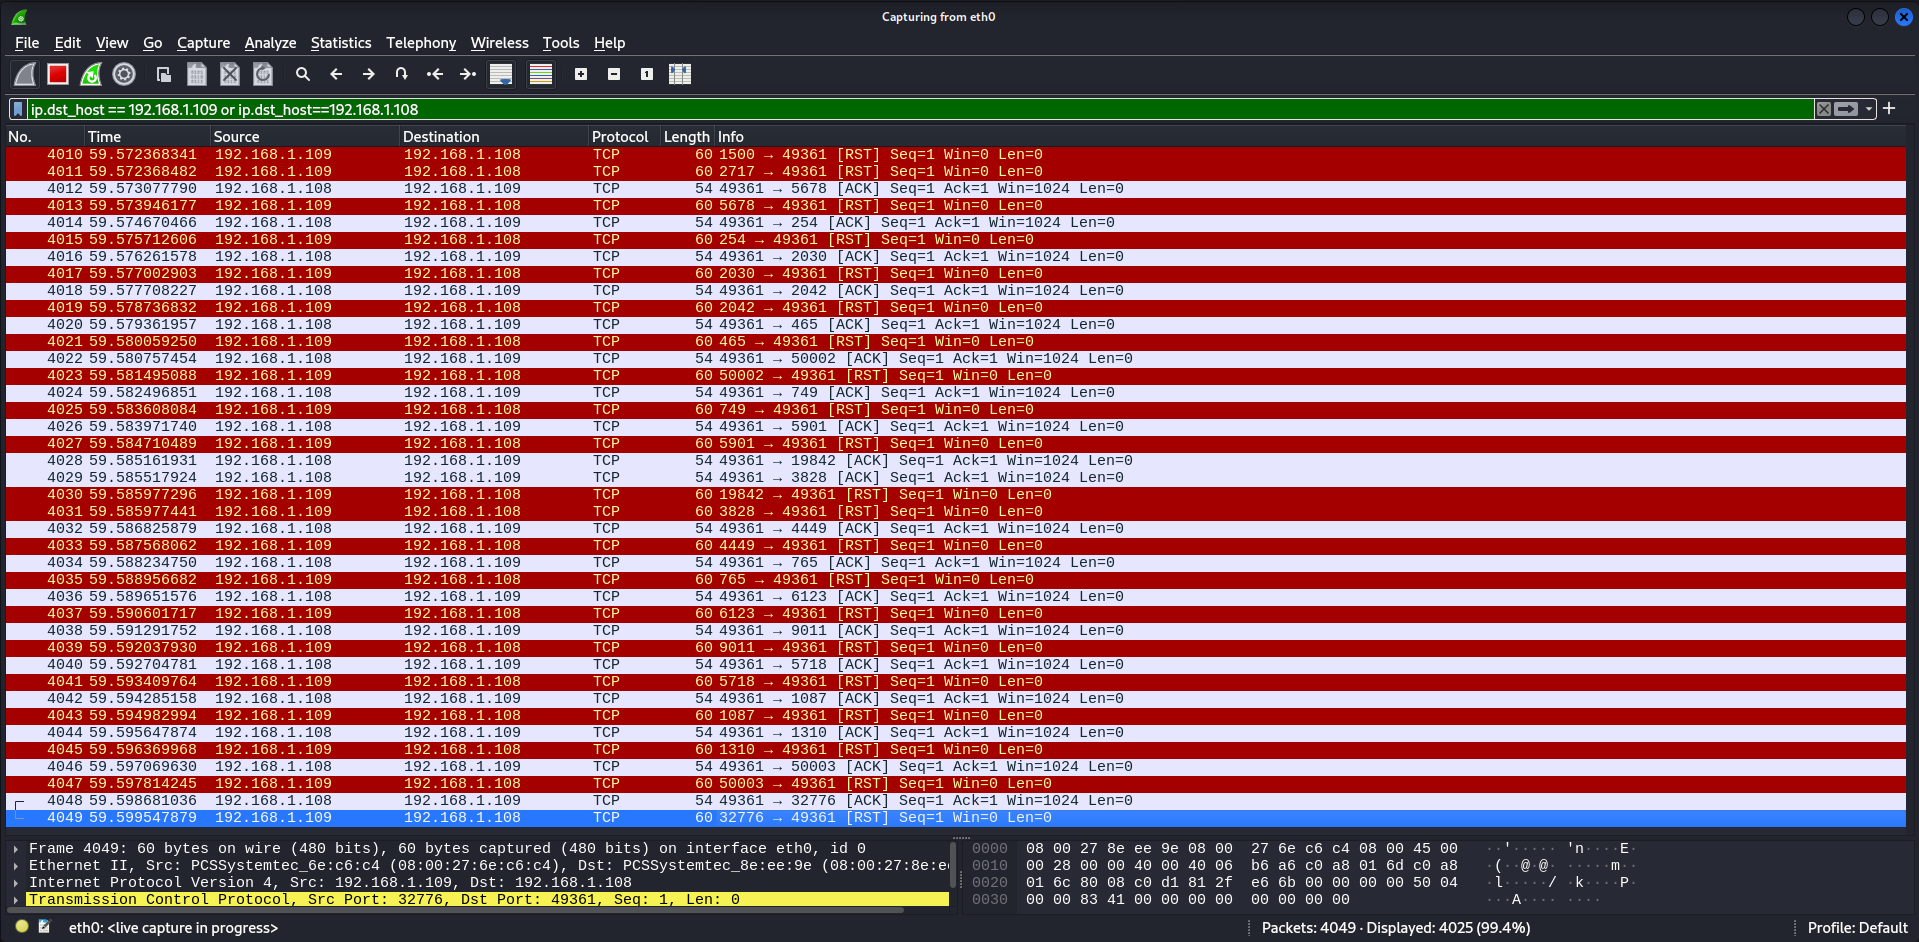 Capturing from eth0
File Edit View Go Capture Analyze Statistics Telephony Wireless Tools Help
ip.dst_host == 192.168.1.109 or ip.dst_host==192.168.1.108
No. Time Source Destination Protocol Length Info
4010 59.572368341 192.168.1.109 192.168.1.108 TCP 60 1500 → 49361 [RST] Seq=1 Win=0 Len=0
4011 59.572368482 192.168.1.109 192.168.1.108 TCP 60 2717 → 49361 [RST] Seq=1 Win=0 Len=0
4012 59.573077790 192.168.1.108 192.168.1.109 TCP 54 49361 → 5678 [ACK] Seq=1 Ack=1 Win=1024 Len=0
4013 59.573946177 192.168.1.109 192.168.1.108 TCP 60 5678 → 49361 [RST] Seq=1 Win=0 Len=0
4014 59.574670466 192.168.1.108 192.168.1.109 TCP 54 49361 → 254 [ACK] Seq=1 Ack=1 Win=1024 Len=0
4015 59.575712606 192.168.1.109 192.168.1.108 TCP 60 254 → 49361 [RST] Seq=1 Win=0 Len=0
4016 59.576261578 192.168.1.108 192.168.1.109 TCP 54 49361 → 2030 [ACK] Seq=1 Ack=1 Win=1024 Len=0
4017 59.577002903 192.168.1.109 192.168.1.108 TCP 60 2030 → 49361 [RST] Seq=1 Win=0 Len=0
4018 59.577708227 192.168.1.108 192.168.1.109 TCP 54 49361 → 2042 [ACK] Seq=1 Ack=1 Win=1024 Len=0
4019 59.578736832 192.168.1.109 192.168.1.108 TCP 60 2042 → 49361 [RST] Seq=1 Win=0 Len=0
4020 59.579361957 192.168.1.108 192.168.1.109 TCP 54 49361 → 465 [ACK] Seq=1 Ack=1 Win=1024 Len=0
4021 59.580059250 192.168.1.109 192.168.1.108 TCP 60 465 → 49361 [RST] Seq=1 Win=0 Len=0
4022 59.580757454 192.168.1.108 192.168.1.109 TCP 54 49361 → 50002 [ACK] Seq=1 Ack=1 Win=1024 Len=0
4023 59.581495088 192.168.1.109 192.168.1.108 TCP 60 50002 → 49361 [RST] Seq=1 Win=0 Len=0
4024 59.582496851 192.168.1.108 192.168.1.109 TCP 54 49361 → 749 [ACK] Seq=1 Ack=1 Win=1024 Len=0
4025 59.583608084 192.168.1.109 192.168.1.108 TCP 60 749 → 49361 [RST] Seq=1 Win=0 Len=0
4026 59.583971740 192.168.1.108 192.168.1.109 TCP 54 49361 → 5901 [ACK] Seq=1 Ack=1 Win=1024 Len=0
4027 59.584710489 192.168.1.109 192.168.1.108 TCP 60 5901 → 49361 [RST] Seq=1 Win=0 Len=0
4028 59.585161931 192.168.1.108 192.168.1.109 TCP 54 49361 → 19842 [ACK] Seq=1 Ack=1 Win=1024 Len=0
4029 59.585517924 192.168.1.108 192.168.1.109 TCP 54 49361 → 3828 [ACK] Seq=1 Ack=1 Win=1024 Len=0
4030 59.585977296 192.168.1.109 192.168.1.108 TCP 60 19842 → 49361 [RST] Seq=1 Win=0 Len=0
4031 59.585977441 192.168.1.109 192.168.1.108 TCP 60 3828 → 49361 [RST] Seq=1 Win=0 Len=0
4032 59.586825879 192.168.1.108 192.168.1.109 TCP 54 49361 → 4449 [ACK] Seq=1 Ack=1 Win=1024 Len=0
4033 59.587568062 192.168.1.109 192.168.1.108 TCP 60 4449 → 49361 [RST] Seq=1 Win=0 Len=0
4034 59.588234750 192.168.1.108 192.168.1.109 TCP 54 49361 → 765 [ACK] Seq=1 Ack=1 Win=1024 Len=0
4035 59.588956682 192.168.1.109 192.168.1.108 TCP 60 765 → 49361 [RST] Seq=1 Win=0 Len=0
4036 59.589651576 192.168.1.108 192.168.1.109 TCP 54 49361 → 6123 [ACK] Seq=1 Ack=1 Win=1024 Len=0
4037 59.590601717 192.168.1.109 192.168.1.108 TCP 60 6123 → 49361 [RST] Seq=1 Win=0 Len=0
4038 59.591291752 192.168.1.108 192.168.1.109 TCP 54 49361 → 9011 [ACK] Seq=1 Ack=1 Win=1024 Len=0
4039 59.592037930 192.168.1.109 192.168.1.108 TCP 60 9011 → 49361 [RST] Seq=1 Win=0 Len=0
4040 59.592704781 192.168.1.108 192.168.1.109 TCP 54 49361 → 5718 [ACK] Seq=1 Ack=1 Win=1024 Len=0
4041 59.593409764 192.168.1.109 192.168.1.108 TCP 60 5718 → 49361 [RST] Seq=1 Win=0 Len=0
4042 59.594285158 192.168.1.108 192.168.1.109 TCP 54 49361 → 1087 [ACK] Seq=1 Ack=1 Win=1024 Len=0
4043 59.594982994 192.168.1.109 192.168.1.108 TCP 60 1087 → 49361 [RST] Seq=1 Win=0 Len=0
4044 59.595647874 192.168.1.108 192.168.1.109 TCP 54 49361 → 1310 [ACK] Seq=1 Ack=1 Win=1024 Len=0
4045 59.596369968 192.168.1.109 192.168.1.108 TCP 60 1310 → 49361 [RST] Seq=1 Win=0 Len=0
4046 59.597069630 192.168.1.108 192.168.1.109 TCP 54 49361 → 50003 [ACK] Seq=1 Ack=1 Win=1024 Len=0
4047 59.597814245 192.168.1.109 192.168.1.108 TCP 60 50003 → 49361 [RST] Seq=1 Win=0 Len=0
4048 59.598681036 192.168.1.108 192.168.1.109 TCP 54 49361 → 32776 [ACK] Seq=1 Ack=1 Win=1024 Len=0
4049 59.599547879 192.168.1.109 192.168.1.108 TCP 60 32776 → 49361 [RST] Seq=1 Win=0 Len=0
Frame 4049: 60 bytes on wire (480 bits), 60 bytes captured (480 bits) on interface eth0, id 0
Ethernet II, Src: PCSSystemtec_6e:c6:c4 (08:00:27:6e:c6:c4), Dst: PCSSystemtec_8e:ee:9e (08:00:27:8e:e
Internet Protocol Version 4, Src: 192.168.1.109, Dst: 192.168.1.108
Transmission Control Protocol, Src Port: 32776, Dst Port: 49361, Seq: 1, Len: 0
0000 08 00 27 8e ee 9e 08 00 27 6e c6 c4 08 00 45 00 ··'····· 'n····E·
0010 00 28 00 00 40 00 40 06 b6 a6 c0 a8 01 6d c0 a8 ·(··@·@· ·····m··
0020 01 6c 80 08 c0 d1 81 2f e6 6b 00 00 00 00 50 04 ·l·····/ ·k····P·
0030 00 00 83 41 00 00 00 00 00 00 00 00 ···A···· ····
eth0: <live capture in progress>
Packets: 4049 · Displayed: 4025 (99.4%)
Profile: Default